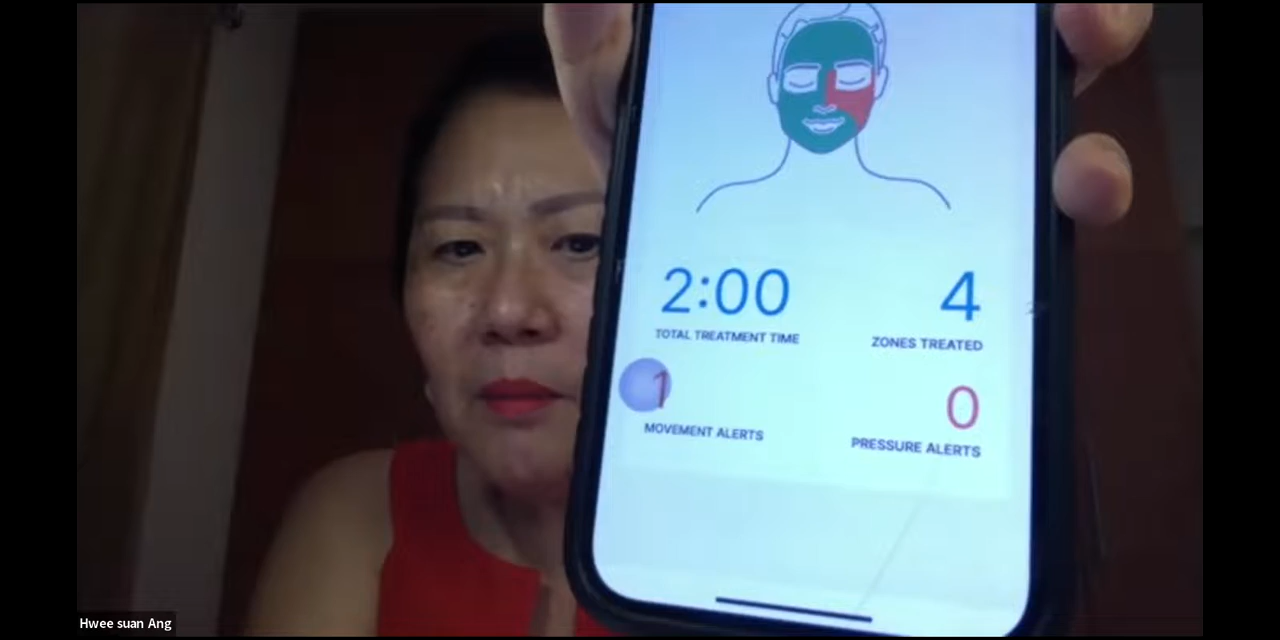 2:00
4
TOTAL TREATMENT TIME
ZONES TREATED
1
0
MOVEMENT ALERTS
PRESSURE ALERTS
Hwee suan Ang